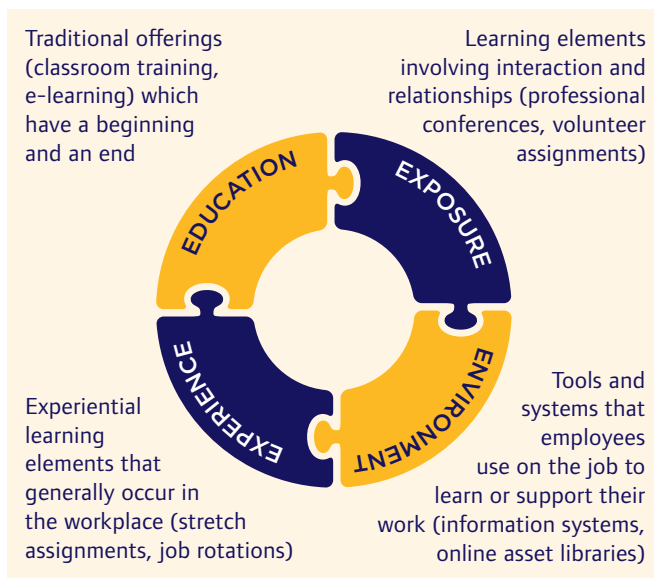 Traditional offerings
(classroom training,
e-learning) which
have a beginning
and an end
Learning elements
involving interaction and
relationships (professional
conferences, volunteer
assignments)
EDUCATION
EXPOSURE
EXPERIENCE
ENVIRONMENT
Experiential
learning
elements that
generally occur in
the workplace (stretch
assignments, job rotations)
Tools and
systems that
employees
use on the job to
learn or support their
work (information systems,
online asset libraries)